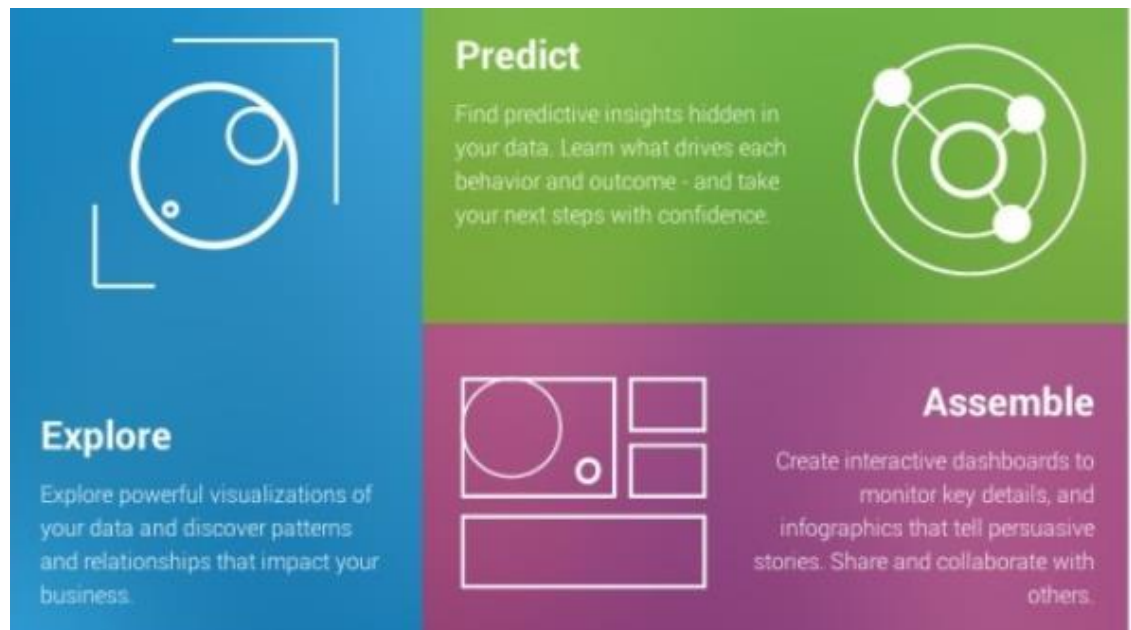 Predict
Find predictive insights hidden in
your data. Learn what drives each
behavior and outcome - and take
your next steps with confidence.
Explore
Explore powerful visualizations of
your data and discover patterns
and relationships that impact your
business.
Assemble
Create interactive dashboards to
monitor key details, and
infographics that tell persuasive
stories. Share and collaborate with
others.